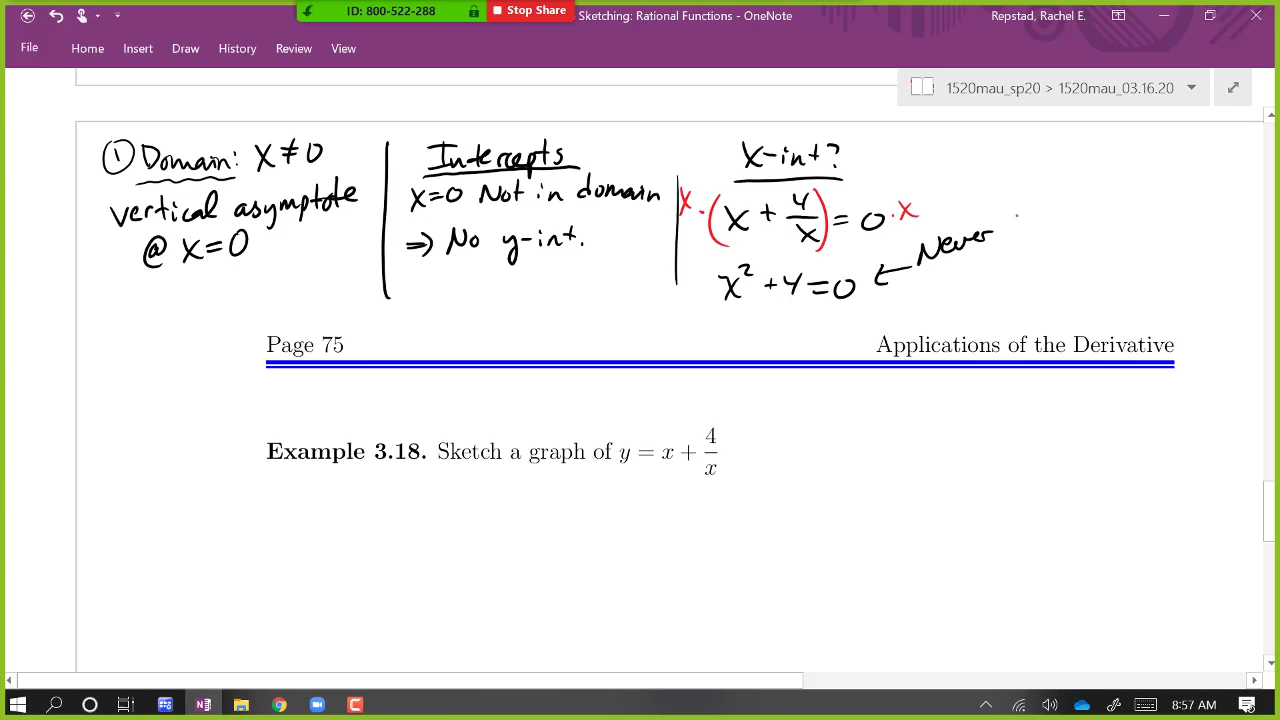 ID: 800-522-288
Stop Share
Sketching: Rational Functions - OneNote
Repstad, Rachel E.
File Home Insert Draw History Review View
1520mau_sp20 > 1520mau_03.16.20
① Domain: x ≠ 0
vertical asymptote
@ x=0
Intercepts
x=0 Not in domain
⇒ No y-int.
x-int?
x · (x + 4/x) = 0 · x
x² + 4 = 0 ← Never
Page 75 Applications of the Derivative
Example 3.18. Sketch a graph of y = x + 4/x
8:57 AM